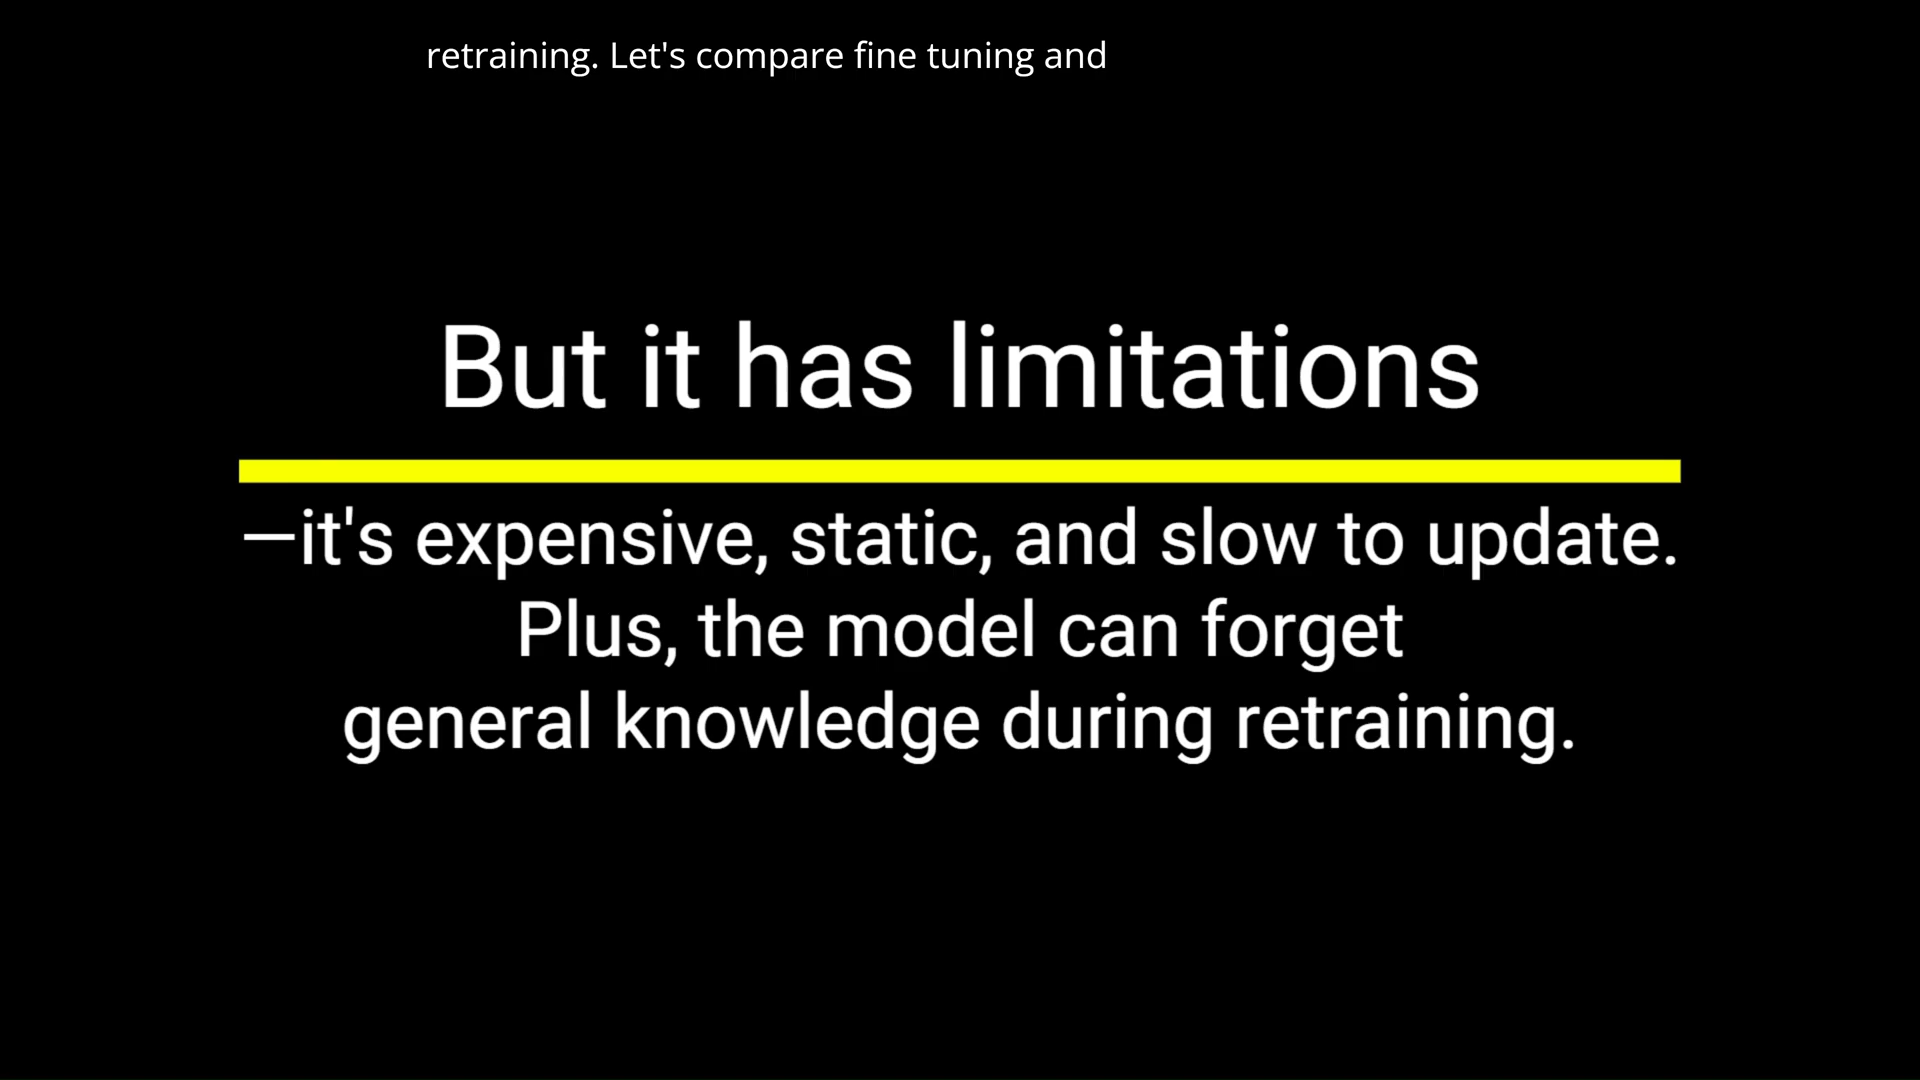 retraining. Let's compare fine tuning and
But it has limitations
—it's expensive, static, and slow to update.
Plus, the model can forget
general knowledge during retraining.